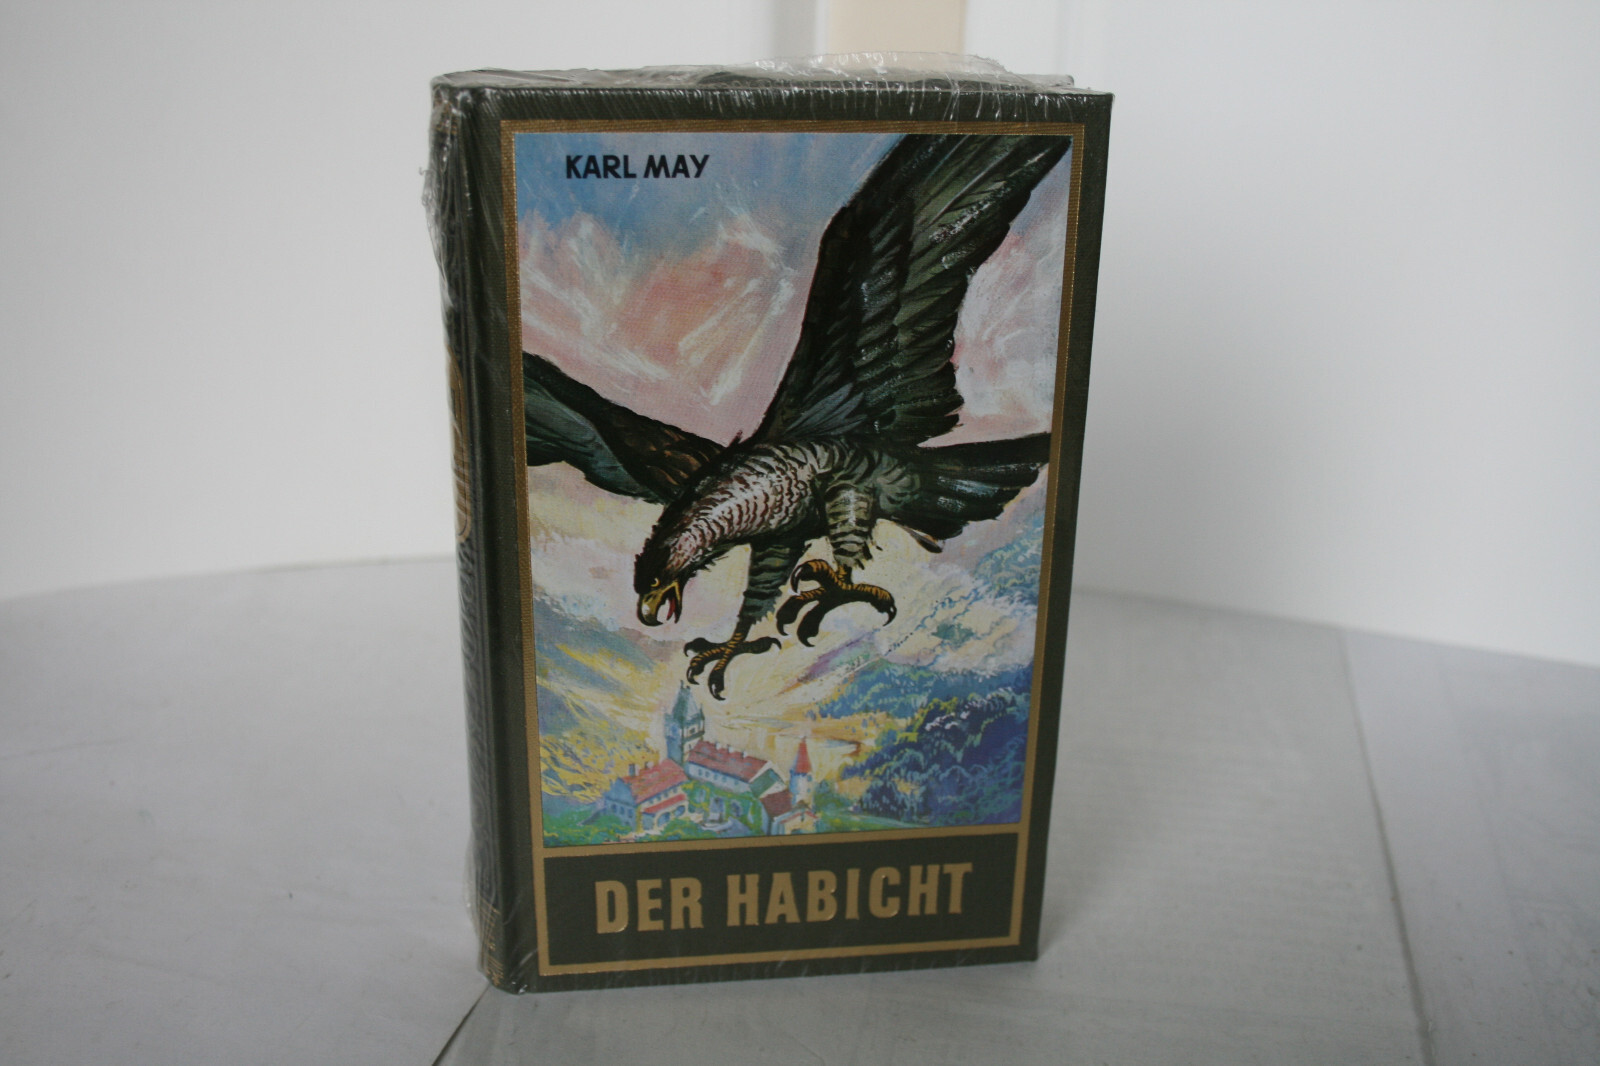 KARL MAY
DER HABICHT